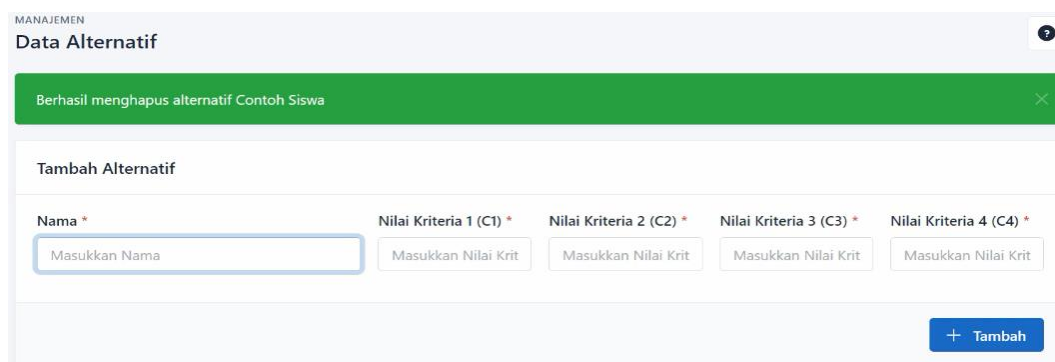 MANAJEMEN
Data Alternatif
?
Berhasil menghapus alternatif Contoh Siswa
Tambah Alternatif
Nama * Nilai Kriteria 1 (C1) * Nilai Kriteria 2 (C2) * Nilai Kriteria 3 (C3) * Nilai Kriteria 4 (C4) *
Masukkan Nama Masukkan Nilai Krit Masukkan Nilai Krit Masukkan Nilai Krit Masukkan Nilai Krit
+ Tambah